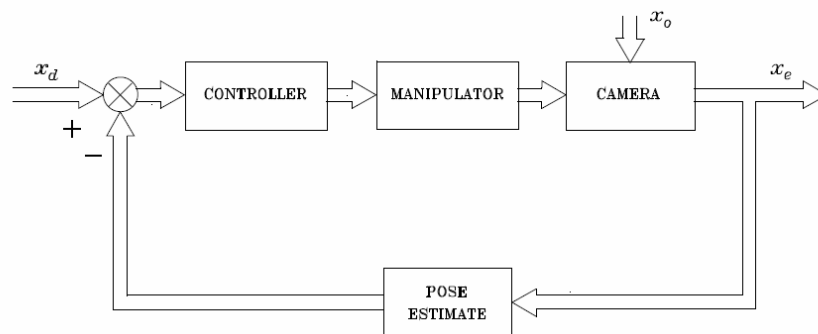 x_o
x_d
x_e
CONTROLLER
MANIPULATOR
CAMERA
+
−
POSE
ESTIMATE